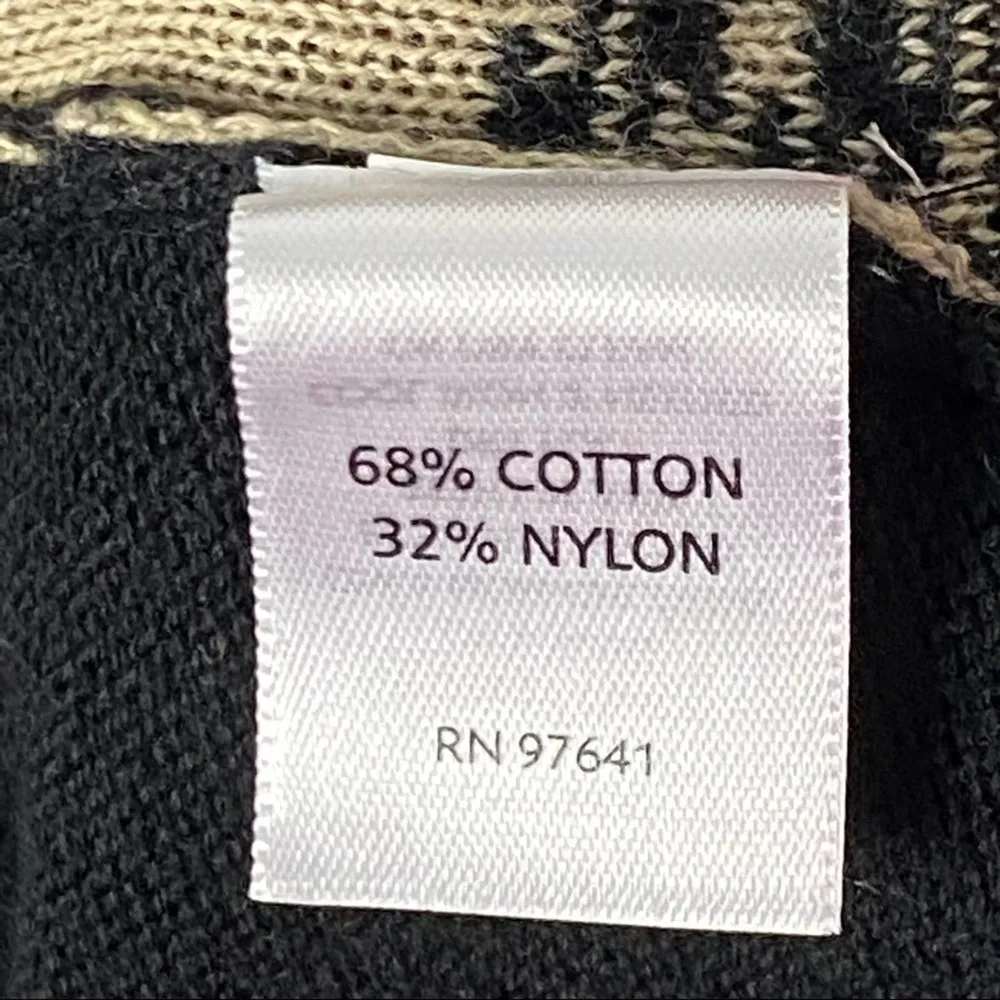 68% COTTON
32% NYLON
RN 97641